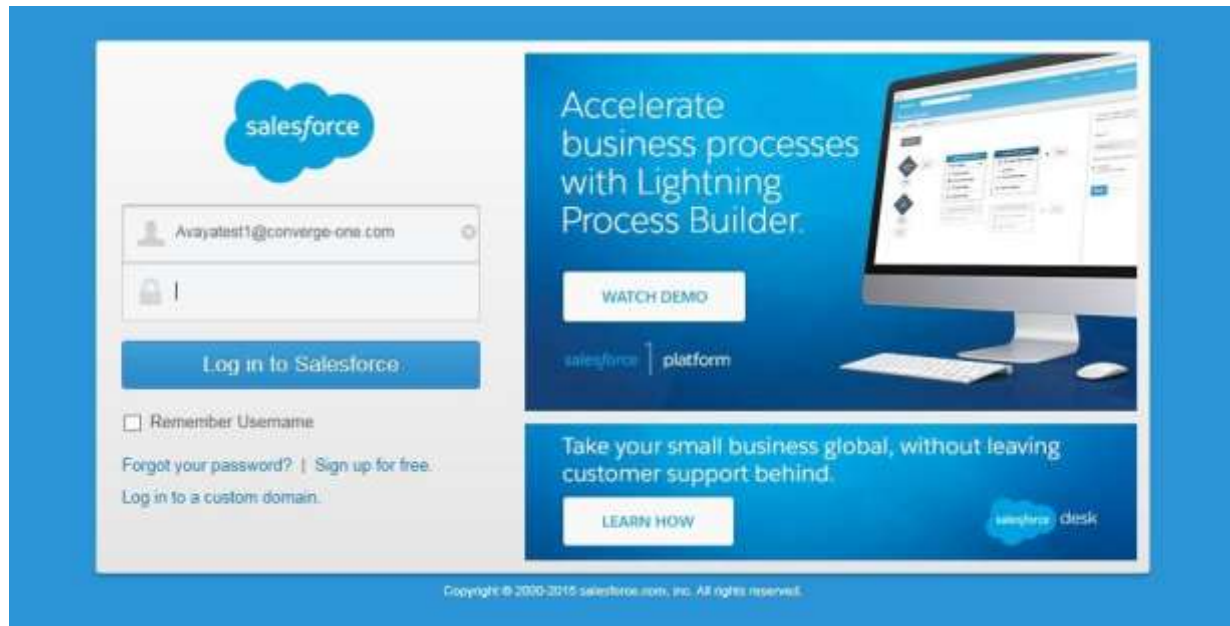 salesforce
Avayatest1@converge-one.com
Log in to Salesforce
Remember Username
Forgot your password? | Sign up for free.
Log in to a custom domain.
Accelerate
business processes
with Lightning
Process Builder.
WATCH DEMO
salesforce1 platform
Take your small business global, without leaving
customer support behind.
LEARN HOW
salesforce desk
Copyright © 2000-2015 salesforce.com, inc. All rights reserved.